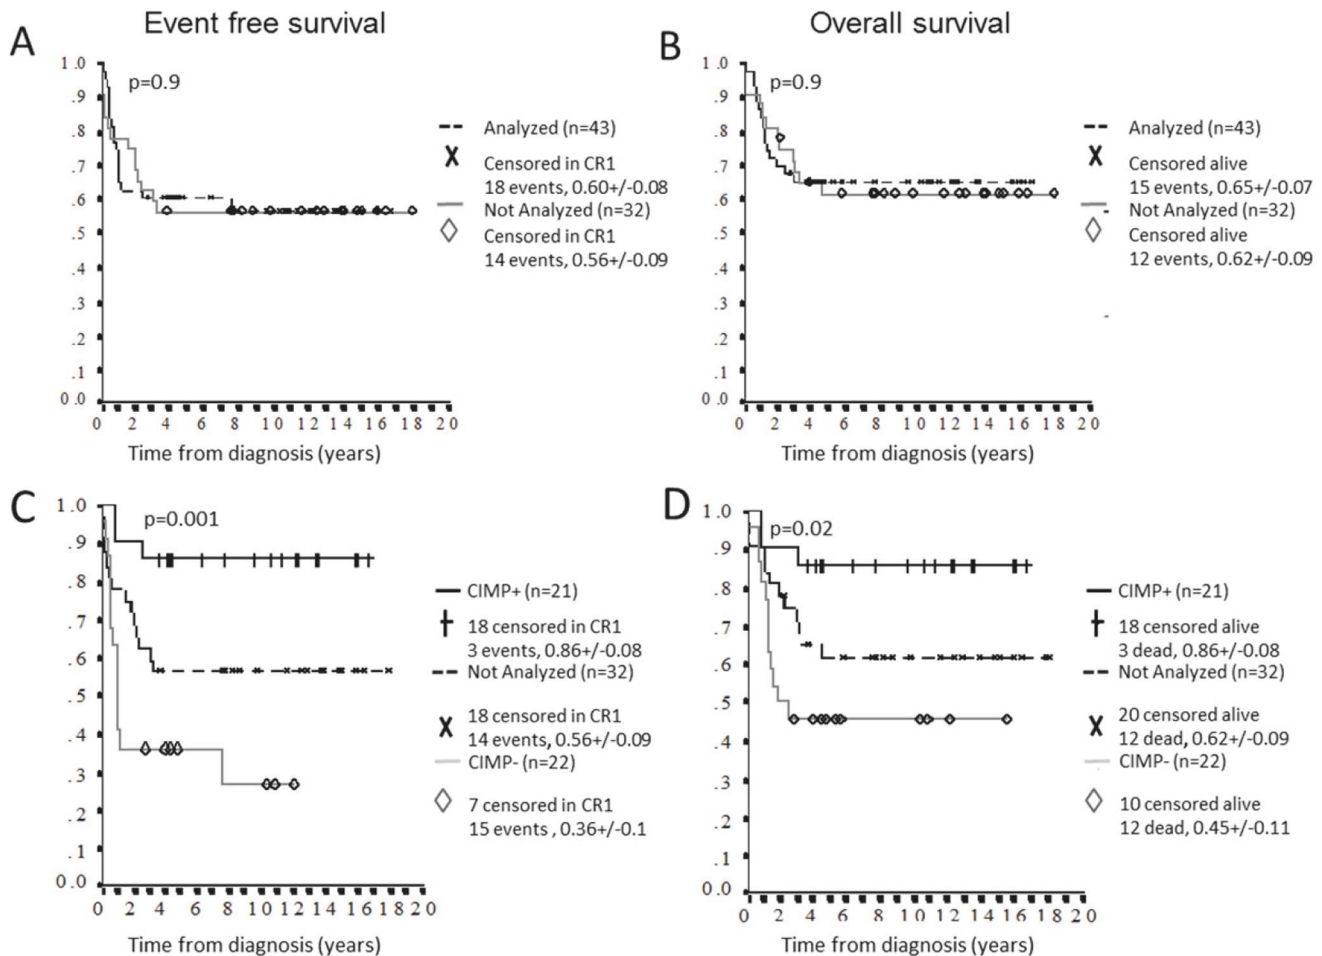 Event free survival
Overall survival
A
p=0.9
1.0
.9
.8
.7
.6
.5
.4
.3
.2
.1
0.0
0 2 4 6 8 10 12 14 16 18 20
Time from diagnosis (years)
Analyzed (n=43)
Censored in CR1
18 events, 0.60+/-0.08
Not Analyzed (n=32)
Censored in CR1
14 events, 0.56+/-0.09
B
p=0.9
1.0
.9
.8
.7
.6
.5
.4
.3
.2
.1
0.0
0 2 4 6 8 10 12 14 16 18 20
Time from diagnosis (years)
Analyzed (n=43)
Censored alive
15 events, 0.65+/-0.07
Not Analyzed (n=32)
Censored alive
12 events, 0.62+/-0.09
C
p=0.001
1.0
.9
.8
.7
.6
.5
.4
.3
.2
.1
0.0
0 2 4 6 8 10 12 14 16 18 20
Time from diagnosis (years)
CIMP+ (n=21)
18 censored in CR1
3 events, 0.86+/-0.08
Not Analyzed (n=32)
18 censored in CR1
14 events, 0.56+/-0.09
CIMP- (n=22)
7 censored in CR1
15 events , 0.36+/-0.1
D
p=0.02
1.0
.9
.8
.7
.6
.5
.4
.3
.2
.1
0.0
0 2 4 6 8 10 12 14 16 18 20
Time from diagnosis (years)
CIMP+ (n=21)
18 censored alive
3 dead, 0.86+/-0.08
Not Analyzed (n=32)
20 censored alive
12 dead, 0.62+/-0.09
CIMP- (n=22)
10 censored alive
12 dead, 0.45+/-0.11